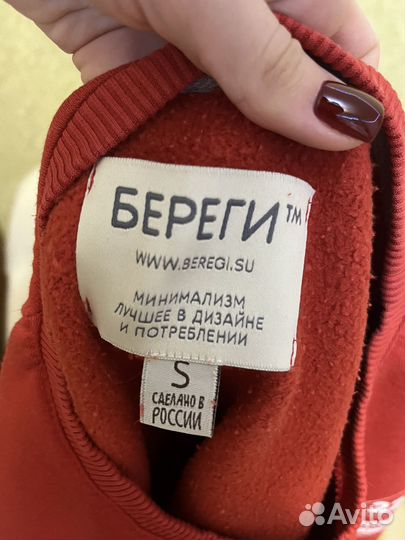 БЕРЕГИ™
WWW.BEREGI.SU
МИНИМАЛИЗМ
ЛУЧШЕЕ В ДИЗАЙНЕ
И ПОТРЕБЛЕНИИ
S
СДЕЛАНО В
РОССИИ
Avito